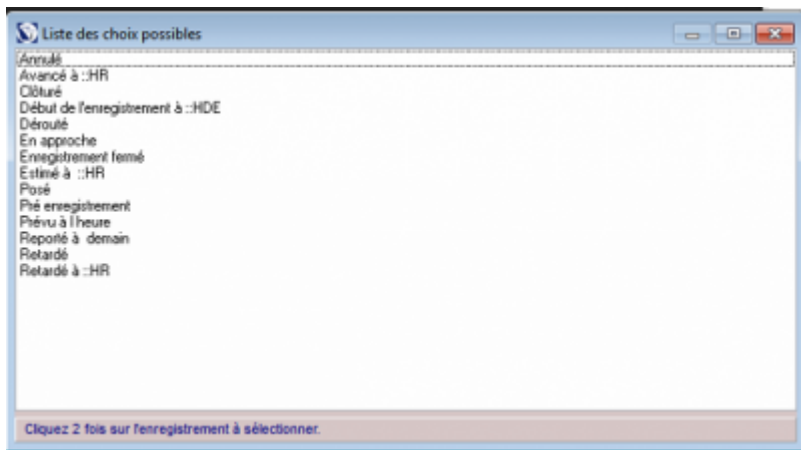 Liste des choix possibles
Annulé
Avancé à ::HR
Clôturé
Début de l'enregistrement à ::HDE
Dérouté
En approche
Enregistrement fermé
Estimé à ::HR
Posé
Pré enregistrement
Prévu à l heure
Reporté à demain
Retardé
Retardé à ::HR
Cliquez 2 fois sur l'enregistrement à sélectionner.